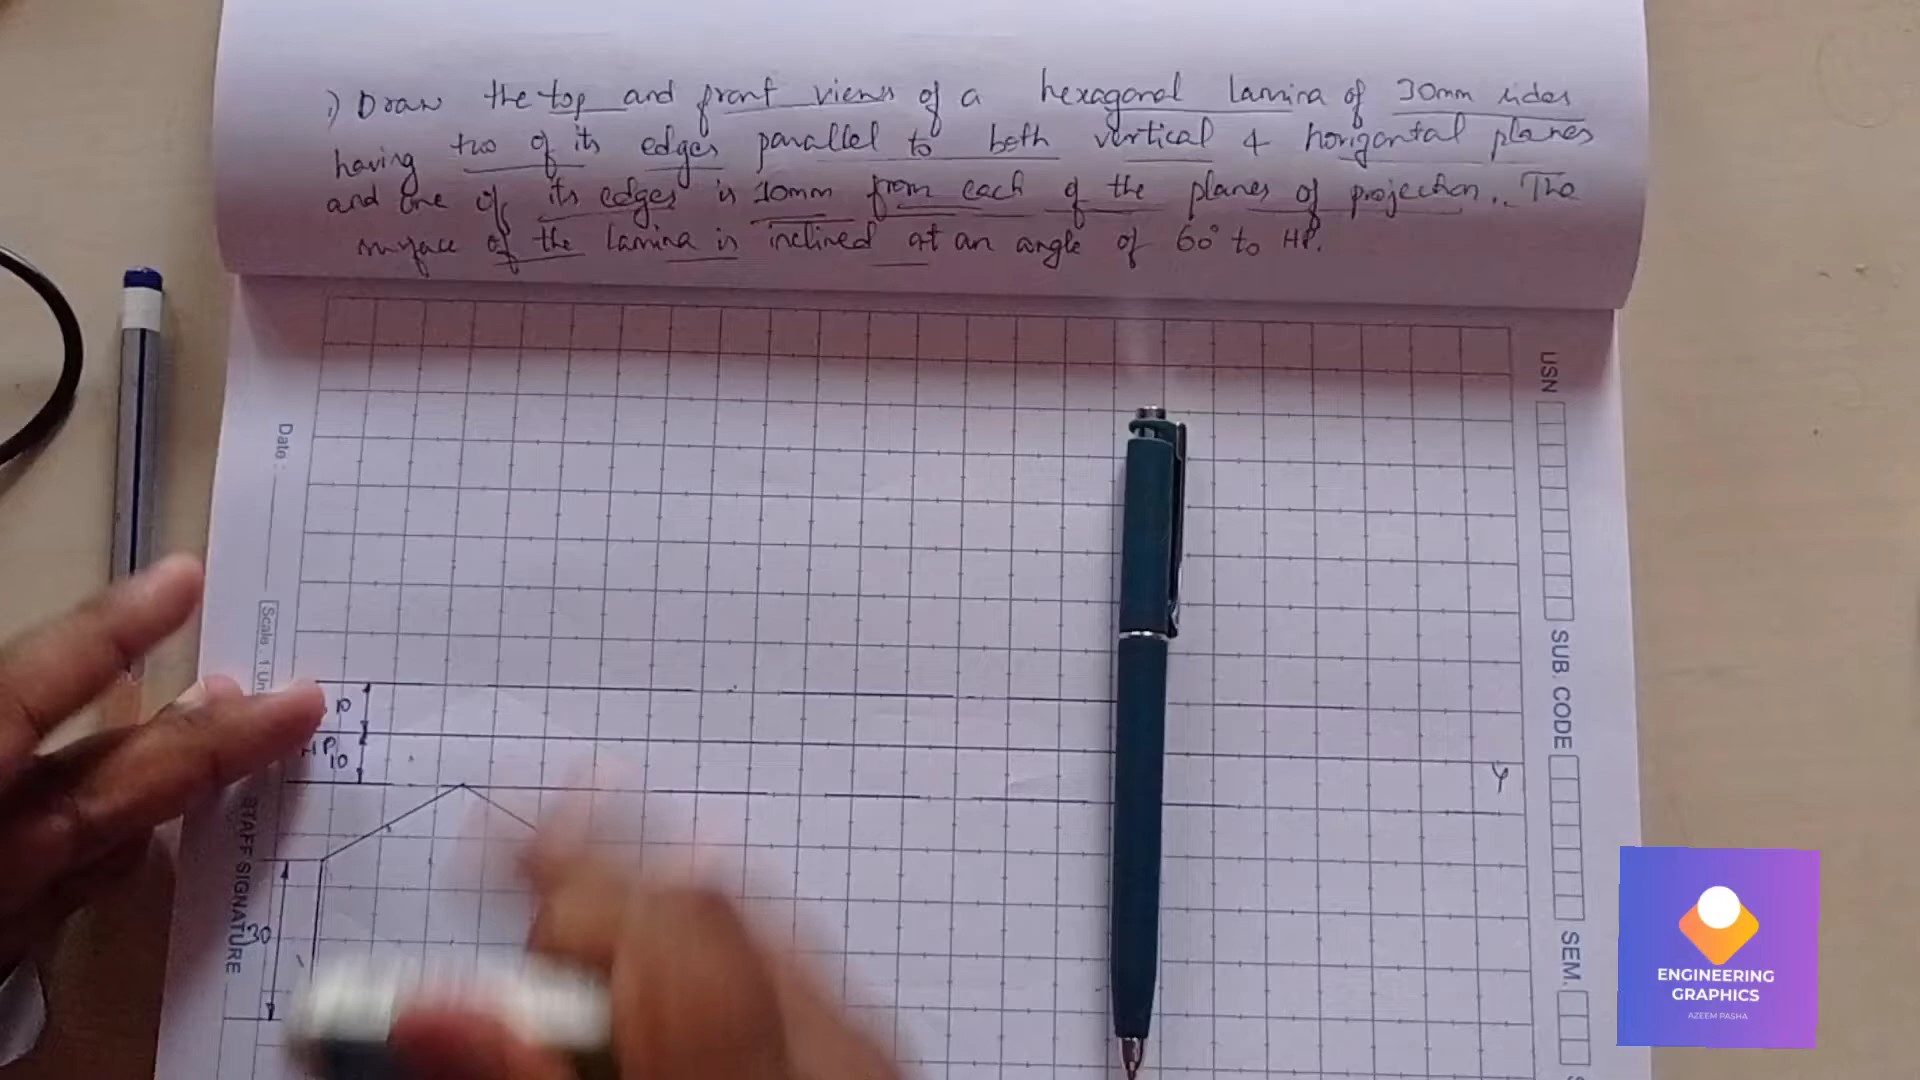 1) Draw the top and front views of a hexagonal Lamina of 30mm sides
having two of its edges parallel to both vertical & horizontal planes
and one of its edges is 10mm from each of the planes of projection. The
surface of the lamina is inclined at an angle of 60° to HP.
USN
Date :
SUB. CODE
Scale : 1 Un
10
HP
10
Y
STAFF SIGNATURE
30
SEM.
ENGINEERING
GRAPHICS
AZEEM PASHA